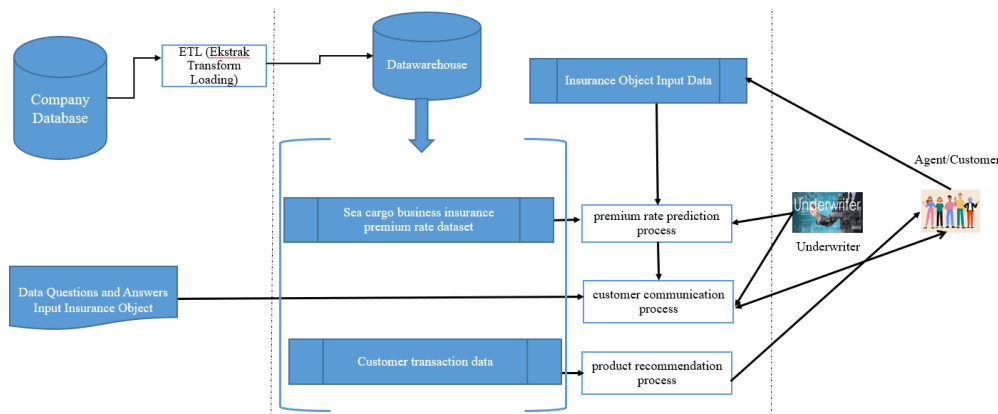 ETL (Ekstrak
Transform
Loading)
Company
Database
Datawarehouse
Insurance Object Input Data
Agent/Customer
Sea cargo business insurance
premium rate dataset
premium rate prediction
process
Underwriter
Underwriter
Data Questions and Answers
Input Insurance Object
customer communication
process
Customer transaction data
product recommendation
process